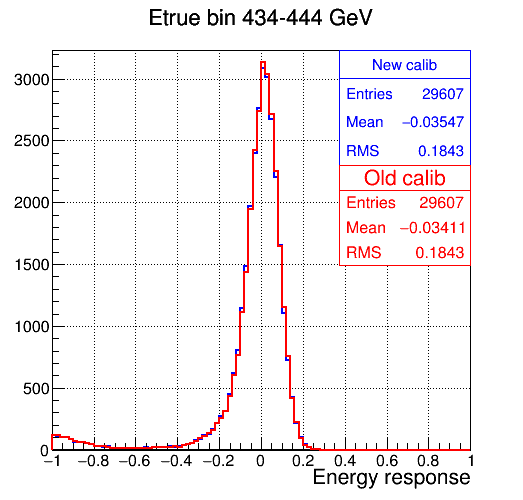 Etrue bin 434-444 GeV
New calib
Entries 29607
Mean −0.03547
RMS 0.1843
Old calib
Entries 29607
Mean −0.03411
RMS 0.1843
3000
2500
2000
1500
1000
500
0
−1 −0.8 −0.6 −0.4 −0.2 0 0.2 0.4 0.6 0.8 1
Energy response